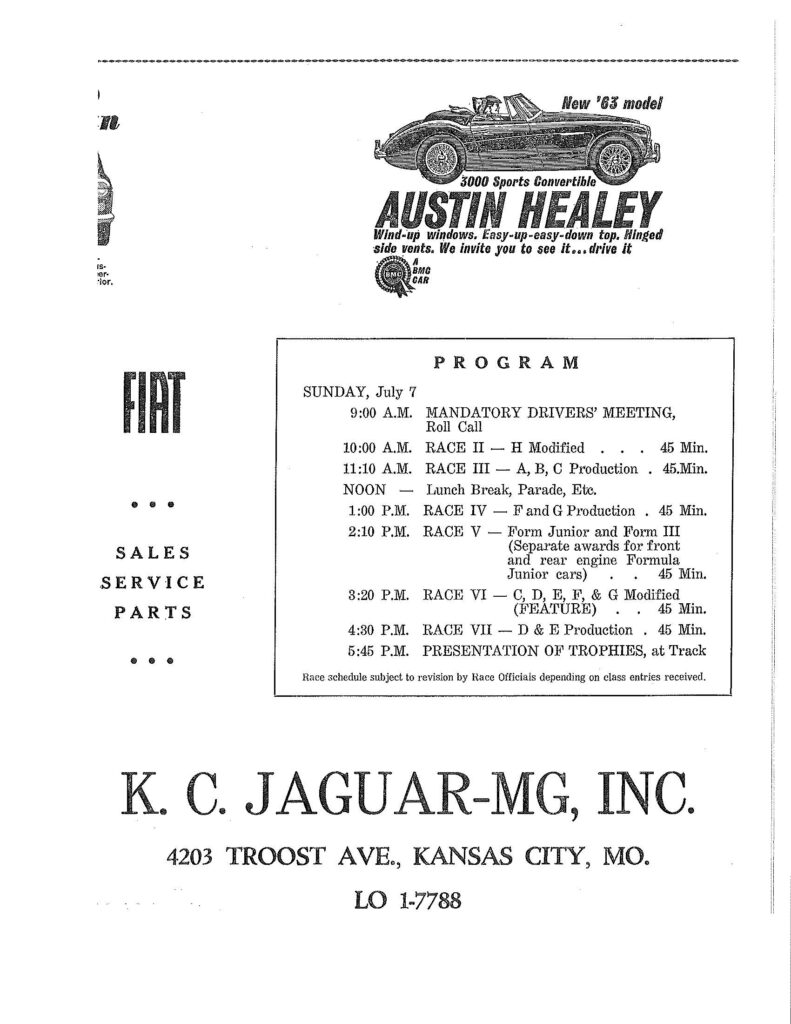 n
New '63 model
3000 Sports Convertible
AUSTIN HEALEY
Wind-up windows. Easy-up-easy-down top. Hinged
side vents. We invite you to see it...drive it
A
BMC
CAR
BMC
is-
er-
ior.
FIAT
• • •
SALES
SERVICE
PARTS
• • •
PROGRAM
SUNDAY, July 7
9:00 A.M. MANDATORY DRIVERS' MEETING,
Roll Call
10:00 A.M. RACE II — H Modified . . . 45 Min.
11:10 A.M. RACE III — A, B, C Production . 45.Min.
NOON — Lunch Break, Parade, Etc.
1:00 P.M. RACE IV — F and G Production . 45 Min.
2:10 P.M. RACE V — Form Junior and Form III
(Separate awards for front
and rear engine Formula
Junior cars) . . 45 Min.
3:20 P.M. RACE VI — C, D, E, F, & G Modified
(FEATURE) . . 45 Min.
4:30 P.M. RACE VII — D & E Production . 45 Min.
5:45 P.M. PRESENTATION OF TROPHIES, at Track
Race schedule subject to revision by Race Officials depending on class entries received.
K. C. JAGUAR-MG, INC.
4203 TROOST AVE., KANSAS CITY, MO.
LO 1-7788